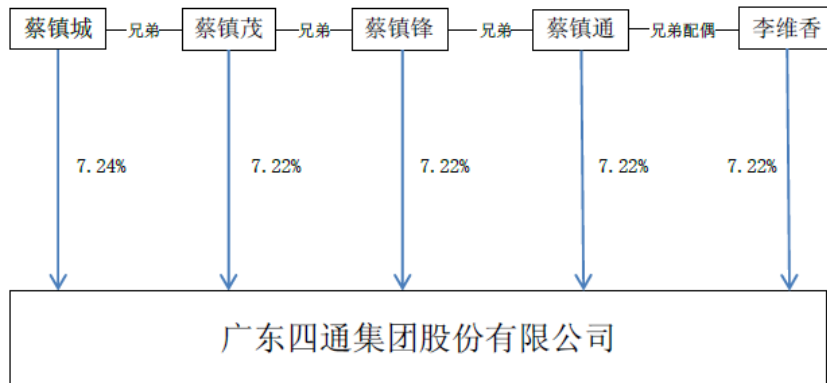 蔡镇城 兄弟 蔡镇茂 兄弟 蔡镇锋 兄弟 蔡镇通 兄弟配偶 李维香
7.24% 7.22% 7.22% 7.22% 7.22%
广东四通集团股份有限公司